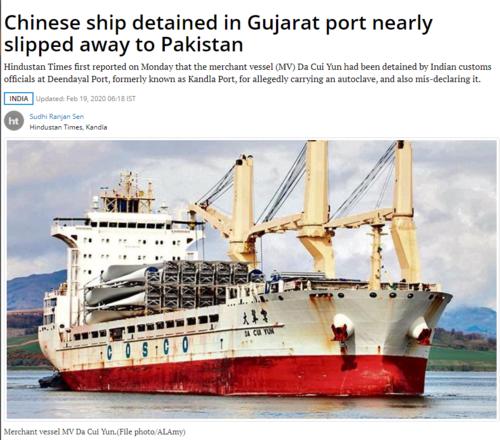 Chinese ship detained in Gujarat port nearly
slipped away to Pakistan
Hindustan Times first reported on Monday that the merchant vessel (MV) Da Cui Yun had been detained by Indian customs
officials at Deendayal Port, formerly known as Kandla Port, for allegedly carrying an autoclave, and also mis-declaring it.
INDIA Updated: Feb 19, 2020 06:18 IST
ht
Sudhi Ranjan Sen
Hindustan Times, Kandla
大翠云
DA CUI YUN
COSCO
Merchant vessel MV Da Cui Yun.(File photo/ALAmy)